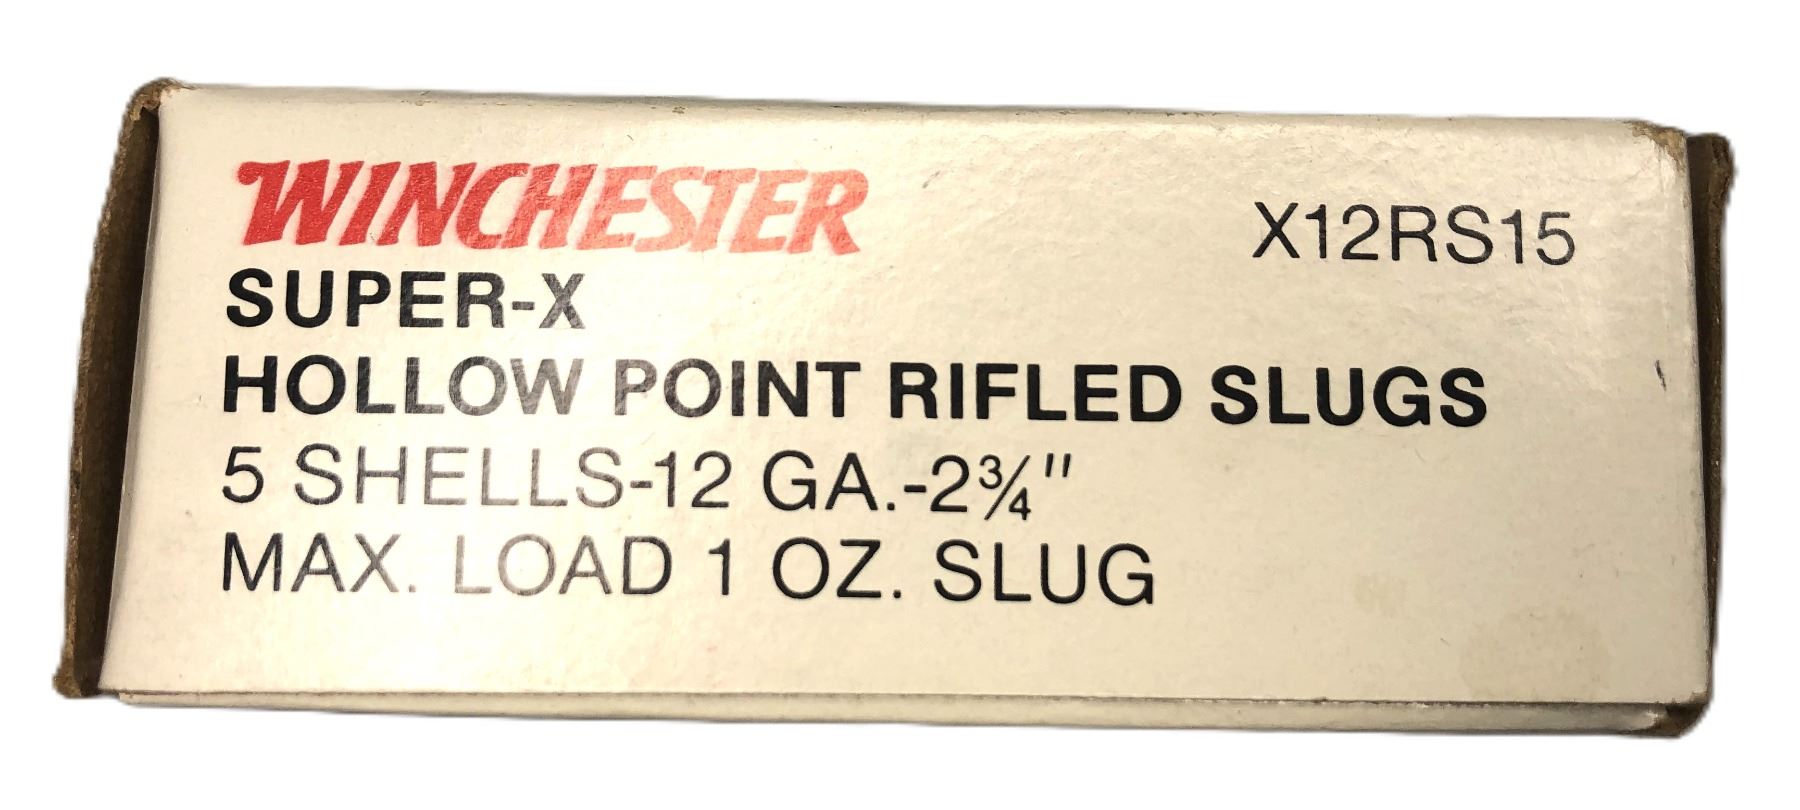 WINCHESTER
X12RS15
SUPER-X
HOLLOW POINT RIFLED SLUGS
5 SHELLS-12 GA.-2¾"
MAX. LOAD 1 OZ. SLUG